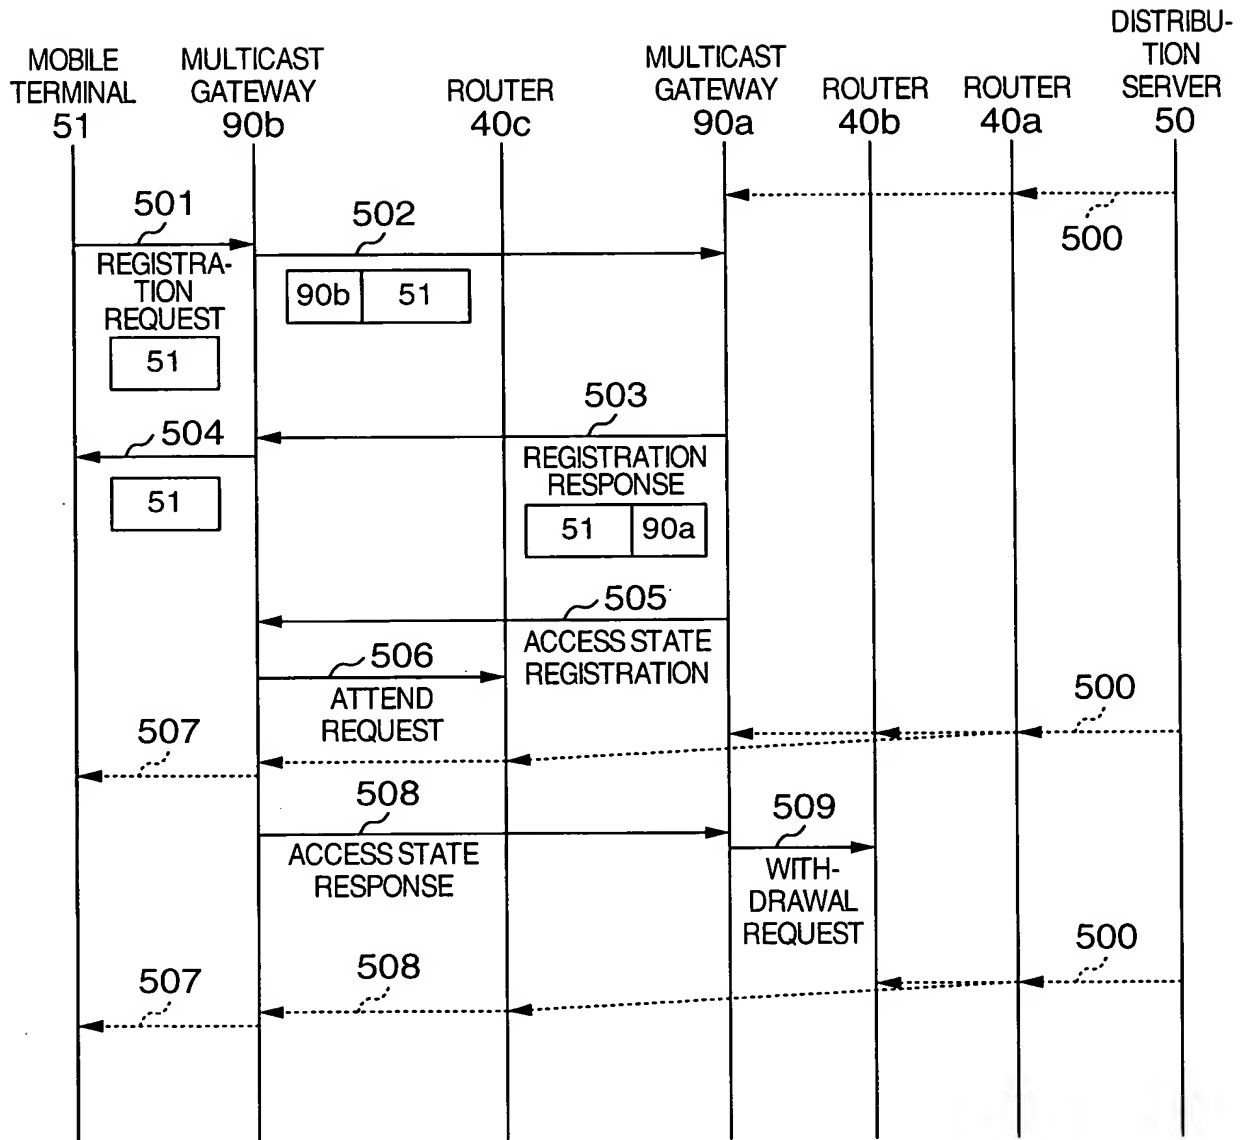 DISTRIBU-
TION
SERVER
50
MOBILE
TERMINAL
51
MULTICAST
GATEWAY
90b
ROUTER
40c
MULTICAST
GATEWAY
90a
ROUTER
40b
ROUTER
40a
500
501
REGISTRA-
TION
REQUEST
51
502
90b 51
503
REGISTRATION
RESPONSE
51 90a
504
51
505
ACCESS STATE
REGISTRATION
506
ATTEND
REQUEST
500
507
508
ACCESS STATE
RESPONSE
509
WITH-
DRAWAL
REQUEST
500
508
507